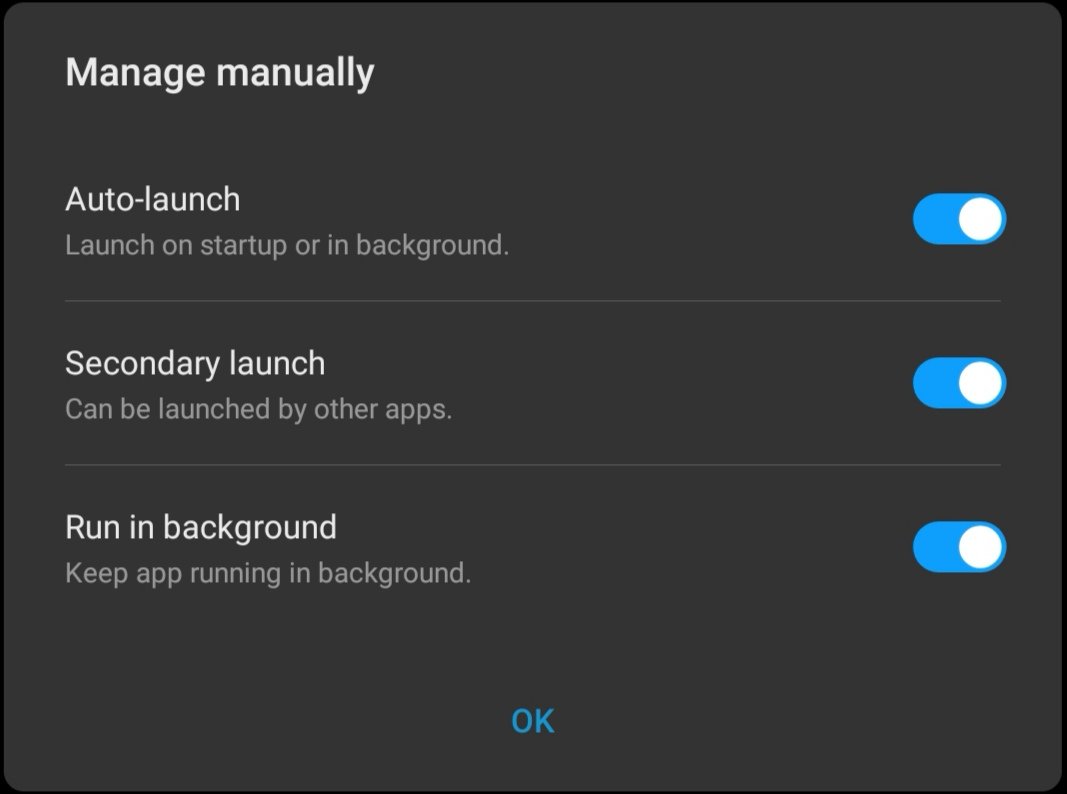 Manage manually
Auto-launch
Launch on startup or in background.
Secondary launch
Can be launched by other apps.
Run in background
Keep app running in background.
OK